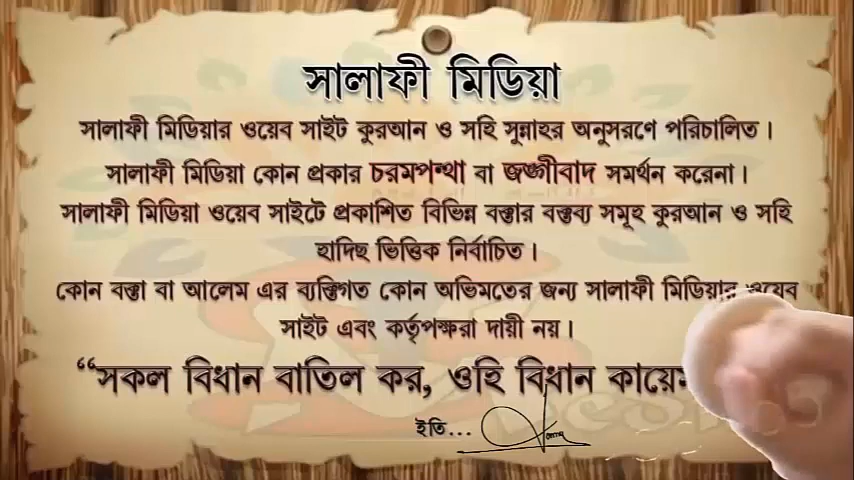 সালাফী মিডিয়া
সালাফী মিডিয়ার ওয়েব সাইট কুরআন ও সহি সুন্নাহর অনুসরণে পরিচালিত।
সালাফী মিডিয়া কোন প্রকার চরমপন্থা বা জঙ্গীবাদ সমর্থন করেনা।
সালাফী মিডিয়া ওয়েব সাইটে প্রকাশিত বিভিন্ন বক্তার বক্তব্য সমূহ কুরআন ও সহি
হাদিছ ভিত্তিক নির্বাচিত।
কোন বক্তা বা আলেম এর ব্যক্তিগত কোন অভিমতের জন্য সালাফী মিডিয়ার ওয়েব
সাইট এবং কর্তৃপক্ষরা দায়ী নয়।
“সকল বিধান বাতিল কর, ওহি বিধান
ইতি...